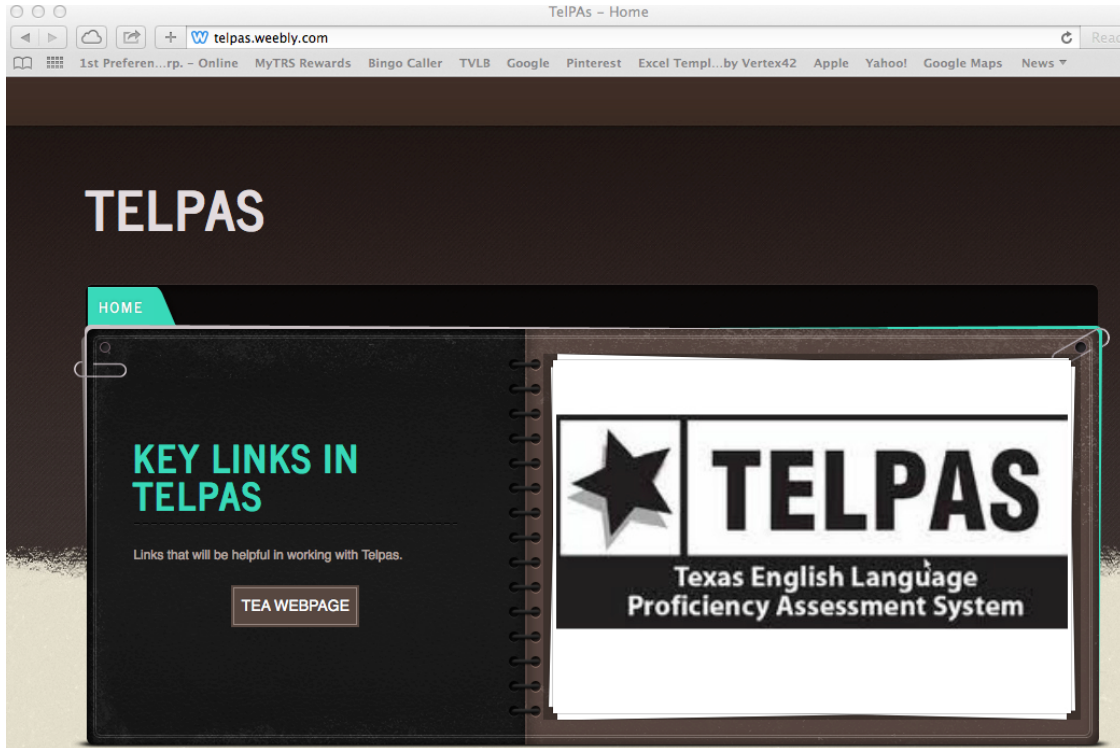 TelPAs – Home
telpas.weebly.com
1st Preferen...rp. – Online MyTRS Rewards Bingo Caller TVLB Google Pinterest Excel Templ...by Vertex42 Apple Yahoo! Google Maps News
TELPAS
HOME
KEY LINKS IN
TELPAS
Links that will be helpful in working with Telpas.
TEA WEBPAGE
TELPAS
Texas English Language
Proficiency Assessment System